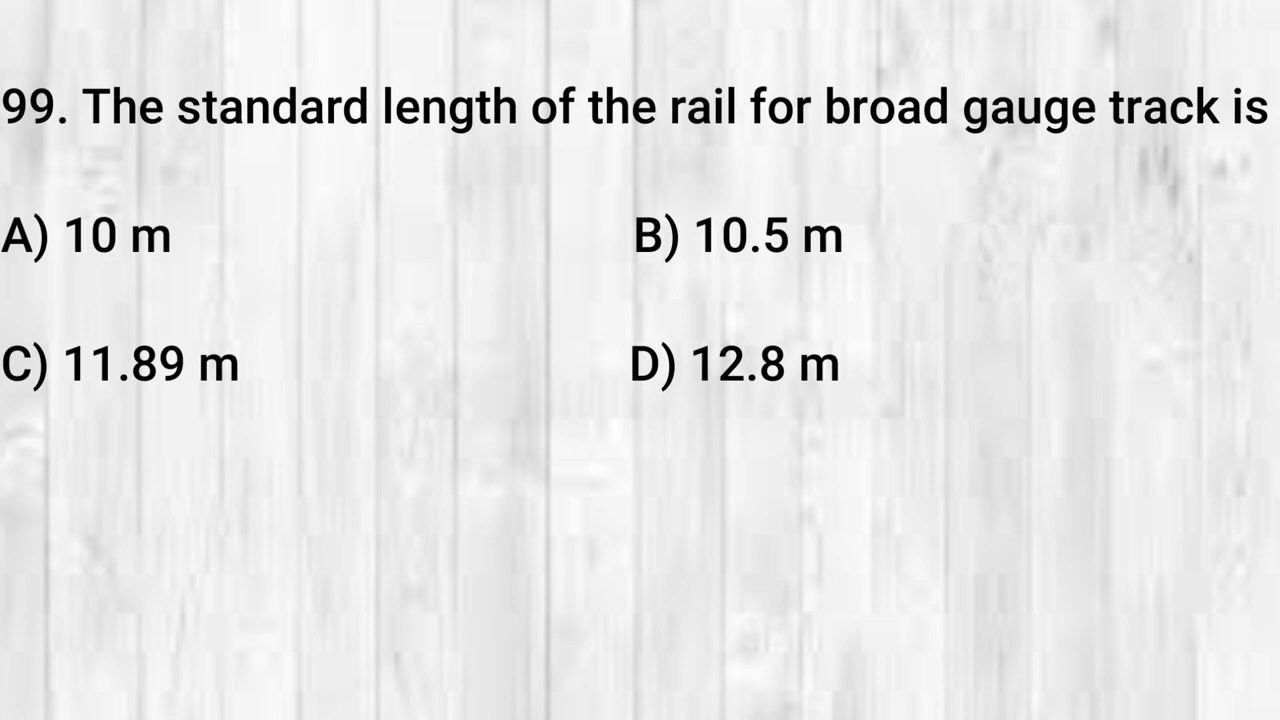 99. The standard length of the rail for broad gauge track is
A) 10 m B) 10.5 m
C) 11.89 m D) 12.8 m